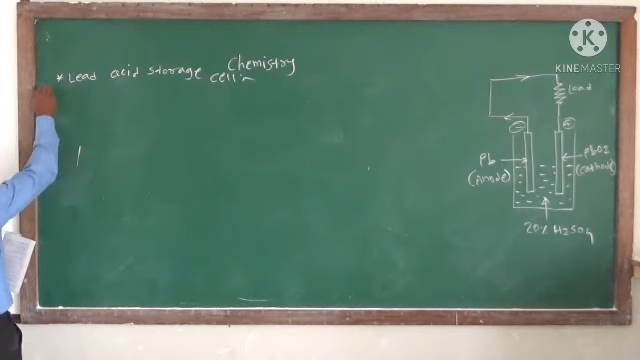 Chemistry
* Lead acid storage cell:-
KINEMASTER
Load
Pb
(Anode)
PbO2
(cathode)
20% H2SO4